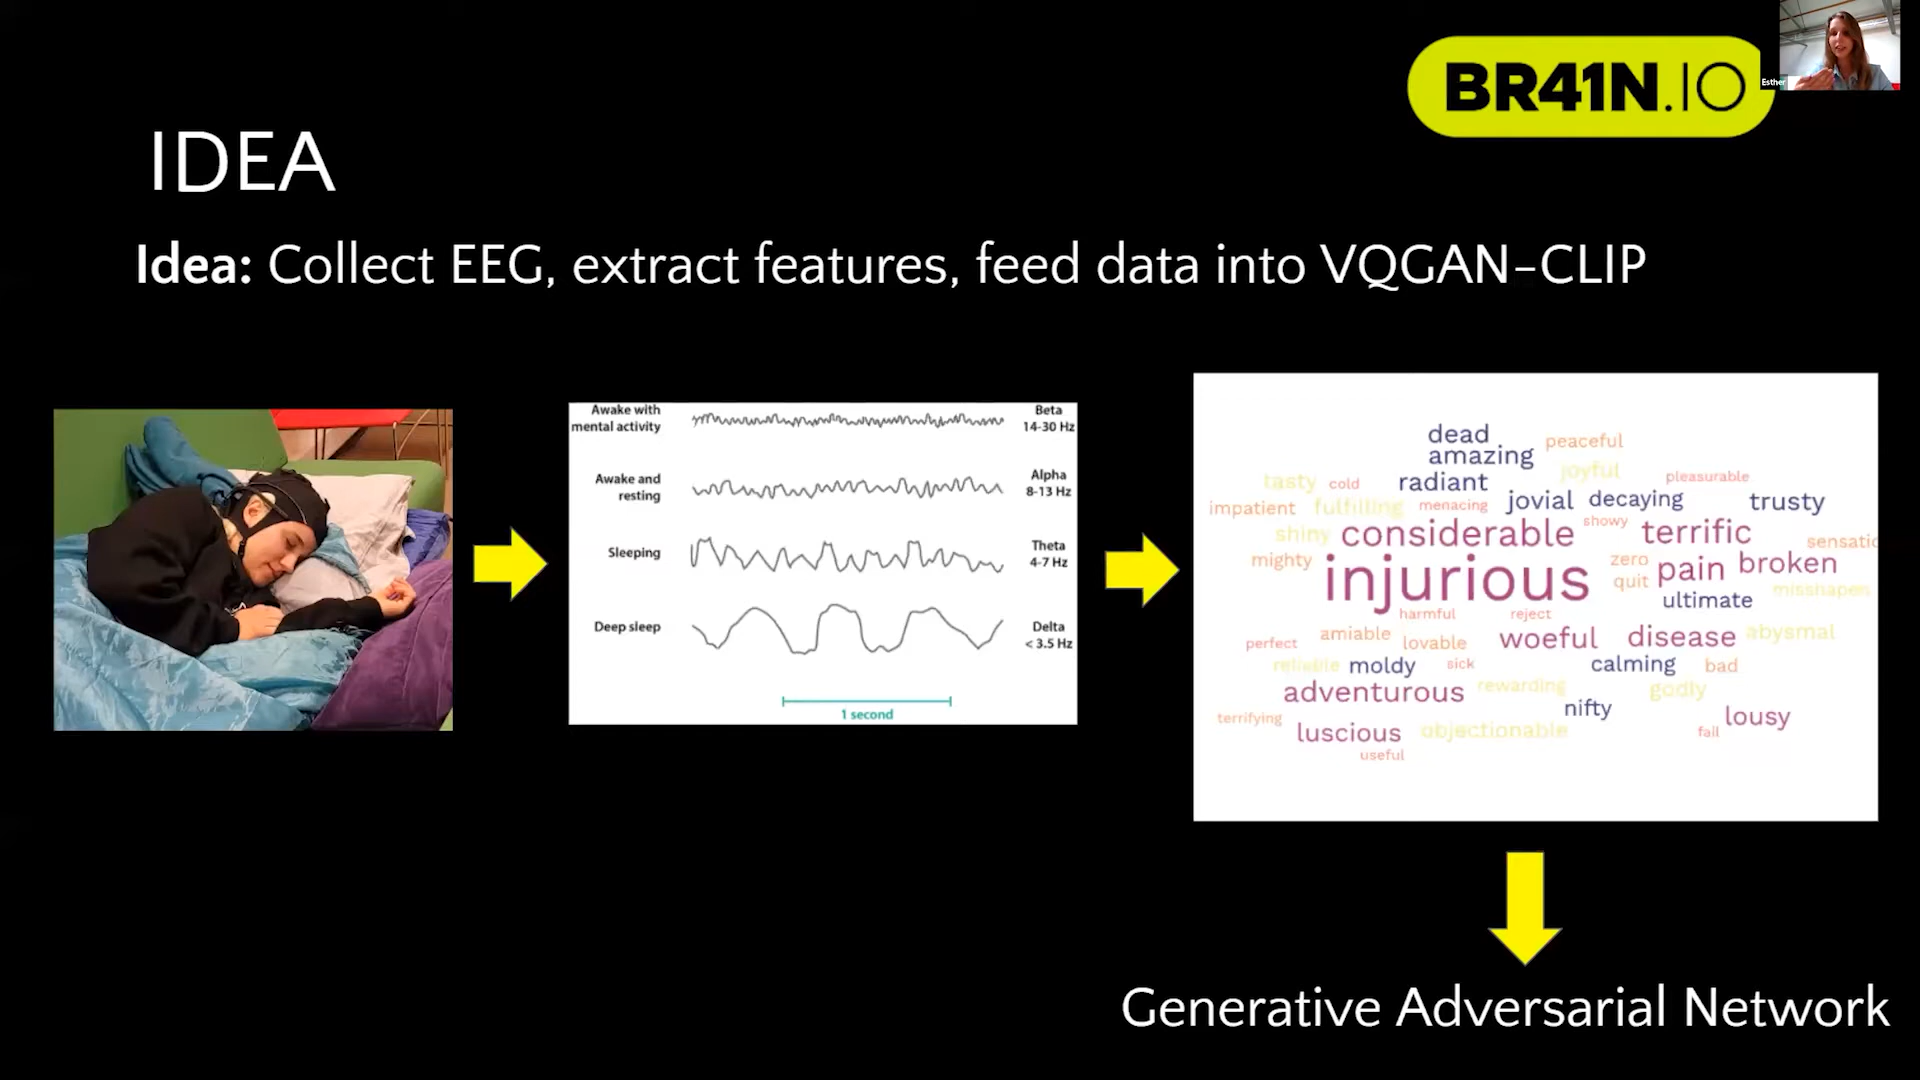 BR41N.IO
Esther
IDEA
Idea: Collect EEG, extract features, feed data into VQGAN-CLIP
Awake with
mental activity
Beta
14-30 Hz
Awake and
resting
Alpha
8-13 Hz
Sleeping
Theta
4-7 Hz
Deep sleep
Delta
< 3.5 Hz
1 second
dead
peaceful
amazing
joyful
tasty
cold
radiant
pleasurable
impatient
fulfilling
menacing
jovial
decaying
trusty
shiny
considerable
showy
terrific
sensatic
mighty
injurious
zero
quit
pain
broken
misshapen
ultimate
harmful
reject
perfect
amiable
lovable
woeful
disease
abysmal
reliable
moldy
sick
calming
bad
adventurous
rewarding
godly
nifty
terrifying
luscious
objectionable
fail
lousy
useful
Generative Adversarial Network